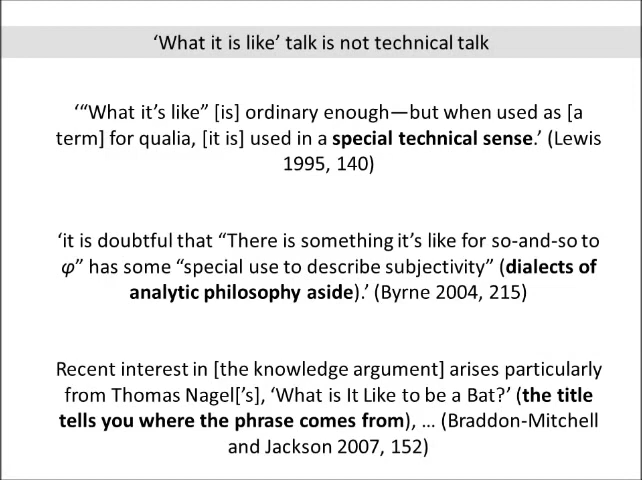 ‘What it is like’ talk is not technical talk
‘“What it’s like” [is] ordinary enough—but when used as [a
term] for qualia, [it is] used in a special technical sense.’ (Lewis
1995, 140)
‘it is doubtful that “There is something it’s like for so-and-so to
φ” has some “special use to describe subjectivity” (dialects of
analytic philosophy aside).’ (Byrne 2004, 215)
Recent interest in [the knowledge argument] arises particularly
from Thomas Nagel[’s], ‘What is It Like to be a Bat?’ (the title
tells you where the phrase comes from), … (Braddon-Mitchell
and Jackson 2007, 152)